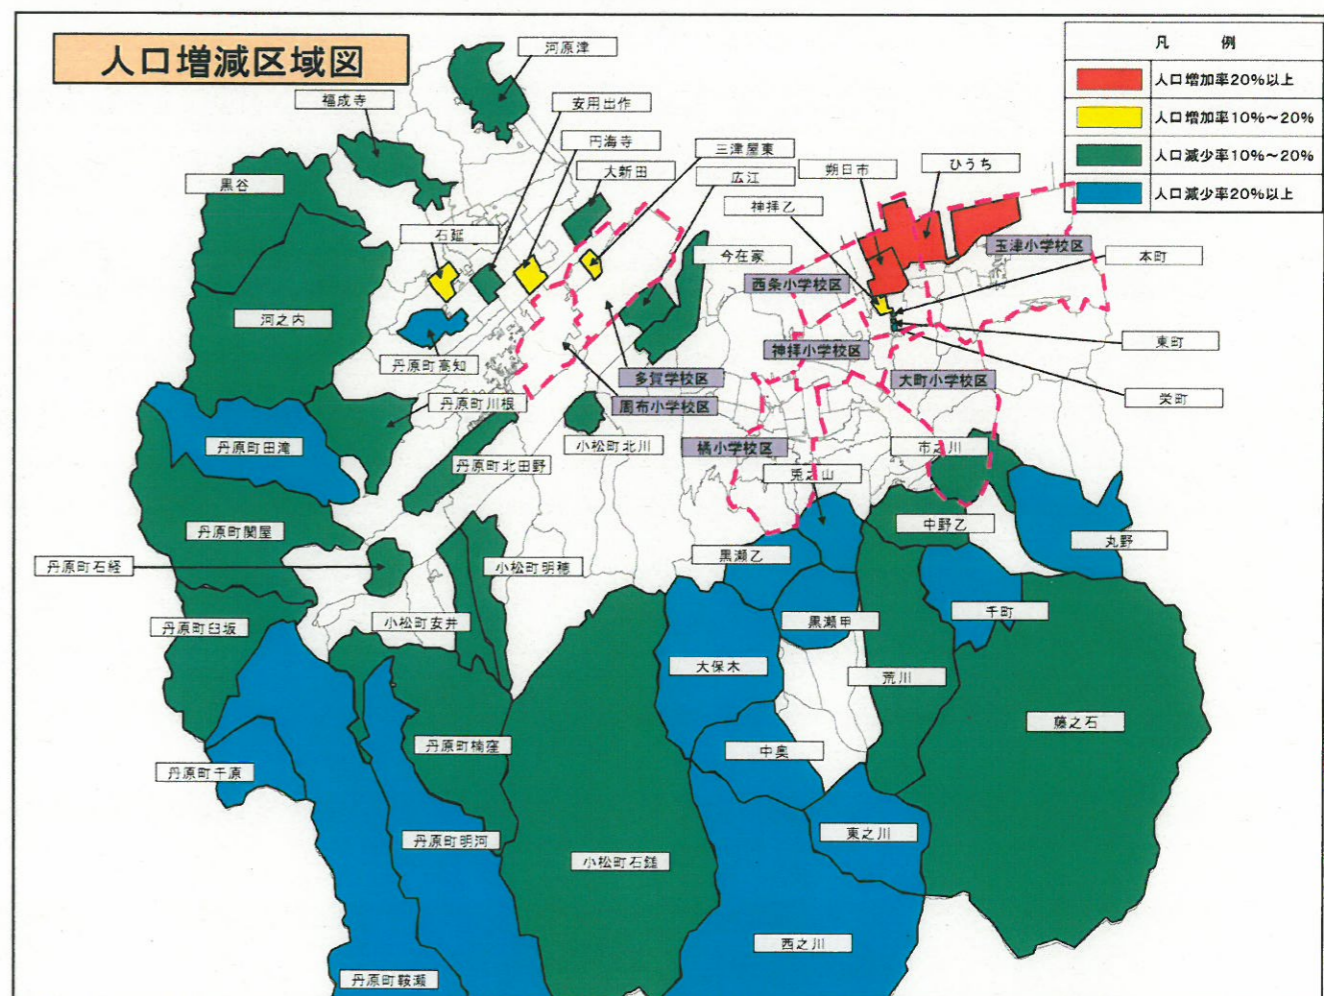 人口増減区域図
凡 例
人口増加率20%以上
人口増加率10%～20%
人口減少率10%～20%
人口減少率20%以上
河原津
福成寺
安用出作
円海寺
三津屋東
大新田
広江
朔日市
ひうち
神拝乙
黒谷
石延
今在家
玉津小学校区
本町
西条小学校区
河之内
東町
神拝小学校区
丹原町高知
多賀学校区
大町小学校区
栄町
丹原町川根
周布小学校区
丹原町田滝
小松町北川
橘小学校区
市之川
丹原町北田野
兎之山
丹原町関屋
中野乙
丸野
黒瀬乙
丹原町石経
小松町明穂
千町
小松町安井
黒瀬甲
丹原町臼坂
大保木
荒川
藤之石
丹原町楠窪
中奥
丹原町千原
東之川
丹原町明河
小松町石鎚
西之川
丹原町鞍瀬